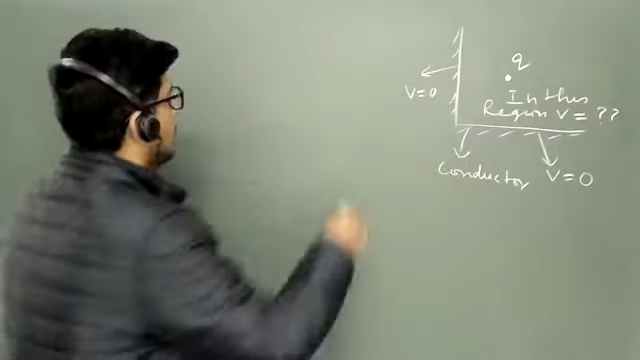 q
V=0
In this
Region V = ??
Conductor V=0